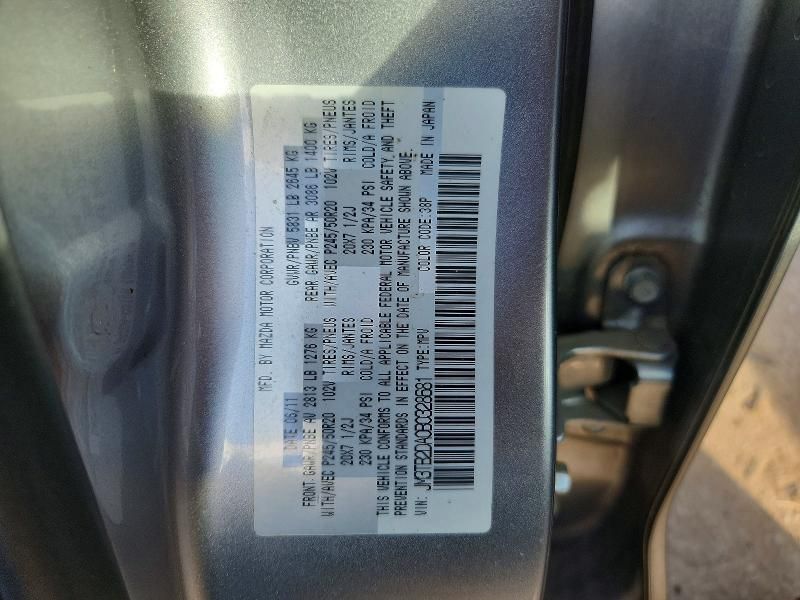 MFD. BY MAZDA MOTOR CORPORATION
DATE 06/11 GVWR/PNBV 5831 LB 2645 KG
FRONT GAWR/PNBE AV 2813 LB 1276 KG REAR GAWR/PNBE AR 3086 LB 1400 KG
WITH/AVEC P245/50R20 102V TIRES/PNEUS WITH/AVEC P245/50R20 102V TIRES/PNEUS
20X7 1/2J RIMS/JANTES 20X7 1/2J RIMS/JANTES
230 KPA/34 PSI COLD/A FROID 230 KPA/34 PSI COLD/A FROID
THIS VEHICLE CONFORMS TO ALL APPLICABLE FEDERAL MOTOR VEHICLE SAFETY AND THEFT
PREVENTION STANDARDS IN EFFECT ON THE DATE OF MANUFACTURE SHOWN ABOVE.
VIN: JM3TB2DA0B0328681 TYPE:MPV COLOR CODE:38P MADE IN JAPAN